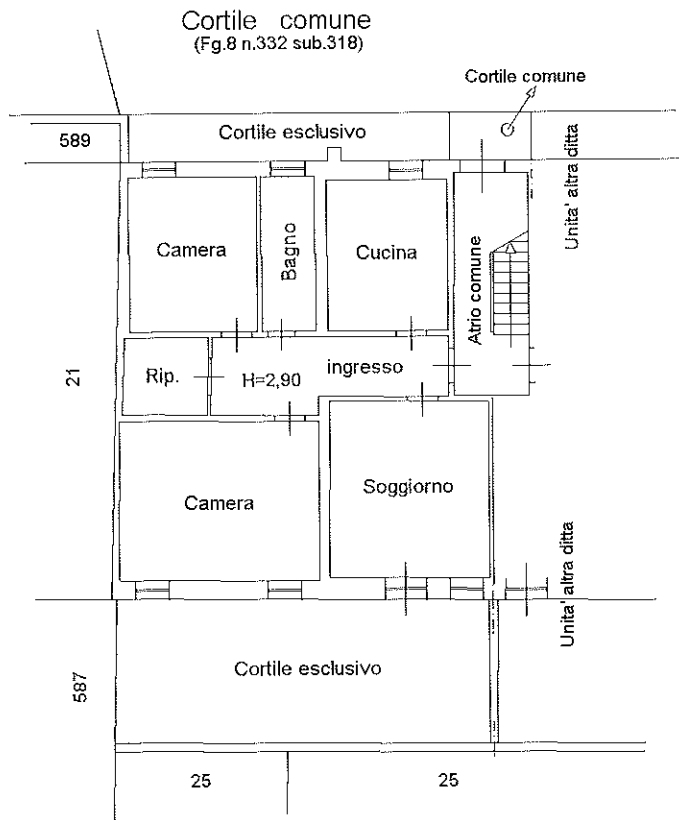 Cortile comune
(Fg.8 n.332 sub.318)
Cortile comune
589
Cortile esclusivo
Unita' altra ditta
Camera
Bagno
Cucina
Atrio comune
21
Rip.
H=2,90
ingresso
Camera
Soggiorno
Unita' altra ditta
587
Cortile esclusivo
25
25